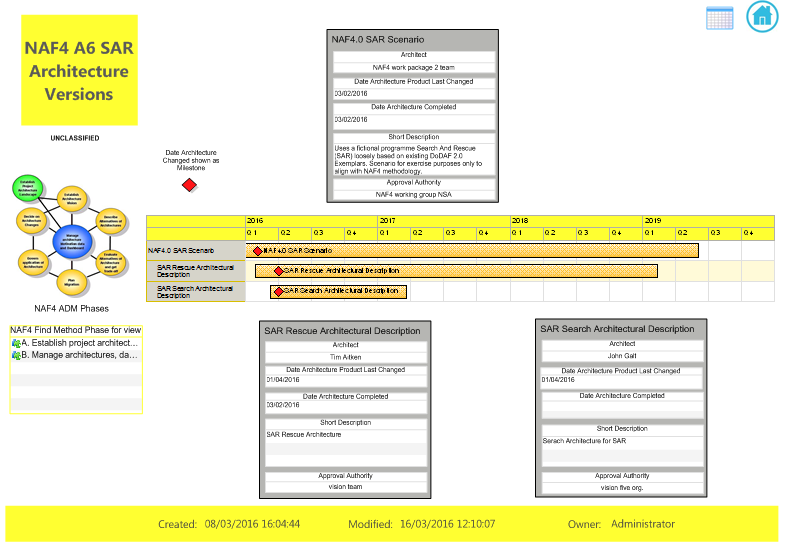 NAF4 A6 SAR
Architecture
Versions
UNCLASSIFIED
NAF4.0 SAR Scenario
Architect
NAF4 work package 2 team
Date Architecture Product Last Changed
03/02/2016
Date Architecture Completed
03/02/2016
Short Description
Uses a fictional programme Search And Rescue
(SAR) loosely based on existing DoDAF 2.0
Exemplars. Scenario for exercise purposes only to
align with NAF4 methodology.
Approval Authority
NAF4 working group NSA
Date Architecture
Changed shown as
Milestone
Establish
Project
Architecture
Landscape
Establish
Architecture
Vision
Decide on
Architecture
Changes
Describe
Alternatives of
Architectures
Manage
Architecture
Govern
application of
Architecture
Evaluate
Alternatives of
Architecture
Plan
Migration
NAF4 ADM Phases
2016 2017 2018 2019
Q1 Q2 Q3 Q4 Q1 Q2 Q3 Q4 Q1 Q2 Q3 Q4 Q1 Q2 Q3 Q4
NAF4.0 SAR Scenario
NAF4.0 SAR Scenario
SAR Rescue Architectural
Description
SAR Rescue Architectural Description
SAR Search Architectural
Description
SAR Search Architectural Description
NAF4 Find Method Phase for view
A. Establish project architect...
B. Manage architectures, da...
SAR Rescue Architectural Description
Architect
Tim Aitken
Date Architecture Product Last Changed
01/04/2016
Date Architecture Completed
03/02/2016
Short Description
SAR Rescue Architecture
Approval Authority
vision team
SAR Search Architectural Description
Architect
John Galt
Date Architecture Product Last Changed
01/04/2016
Date Architecture Completed
Short Description
Serach Architecture for SAR
Approval Authority
vision five org.
Created: 08/03/2016 16:04:44 Modified: 16/03/2016 12:10:07 Owner: Administrator